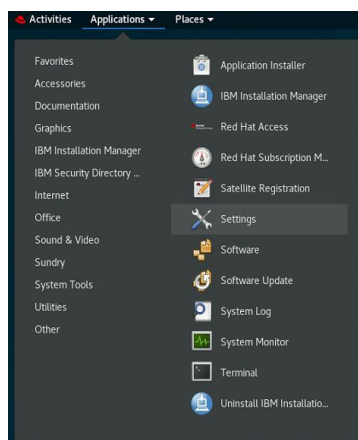 Activities Applications Places
Favorites
Accessories
Documentation
Graphics
IBM Installation Manager
IBM Security Directory ...
Internet
Office
Sound & Video
Sundry
System Tools
Utilities
Other
Application Installer
IBM Installation Manager
Red Hat Access
Red Hat Subscription M...
Satellite Registration
Settings
Software
Software Update
System Log
System Monitor
Terminal
Uninstall IBM Installatio...